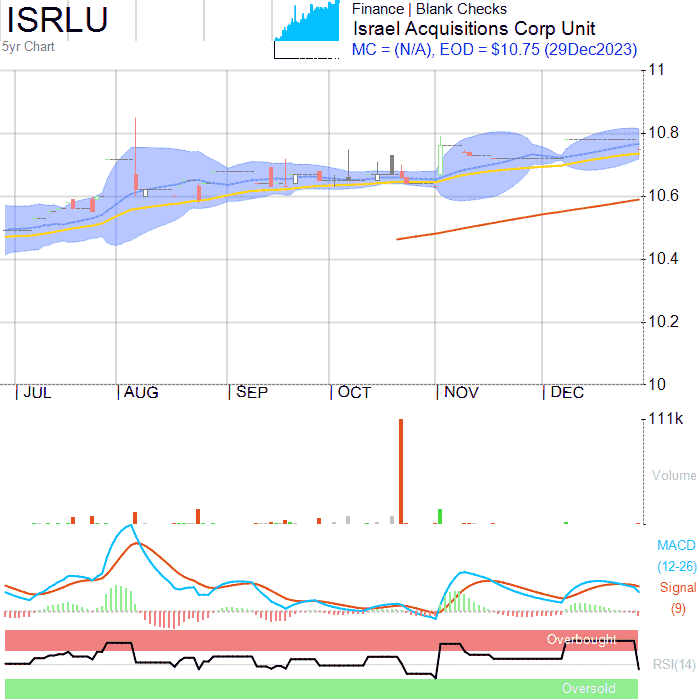 ISRLU
5yr Chart
Finance | Blank Checks
Israel Acquisitions Corp Unit
MC = (N/A), EOD = $10.75 (29Dec2023)
11
10.8
10.6
10.4
10.2
10
JUL AUG SEP OCT NOV DEC
111k
Volume
MACD
(12-26)
Signal
(9)
Overbought
RSI(14)
Oversold